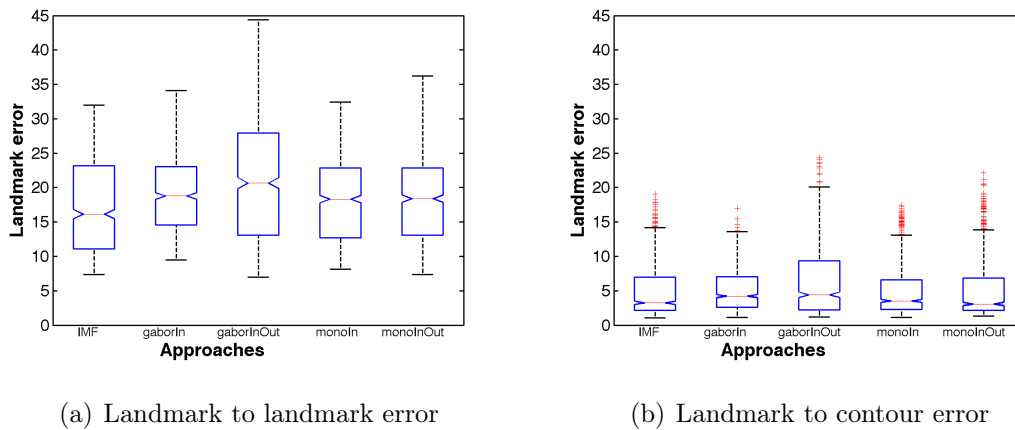 45
40
35
30
25
20
15
10
5
0
Landmark error
IMF gaborIn gaborInOut monoIn monoInOut
Approaches
45
40
35
30
25
20
15
10
5
0
Landmark error
IMF gaborIn gaborInOut monoIn monoInOut
Approaches
(a) Landmark to landmark error
(b) Landmark to contour error